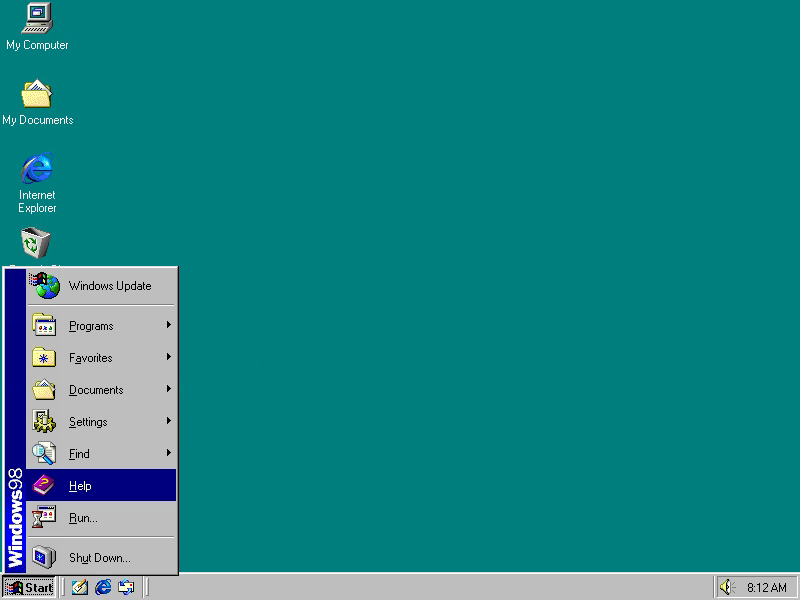 My Computer
My Documents
Internet
Explorer
Windows Update
Programs
Favorites
Documents
Settings
Find
Help
Run...
Shut Down...
Windows98
Start
8:12 AM